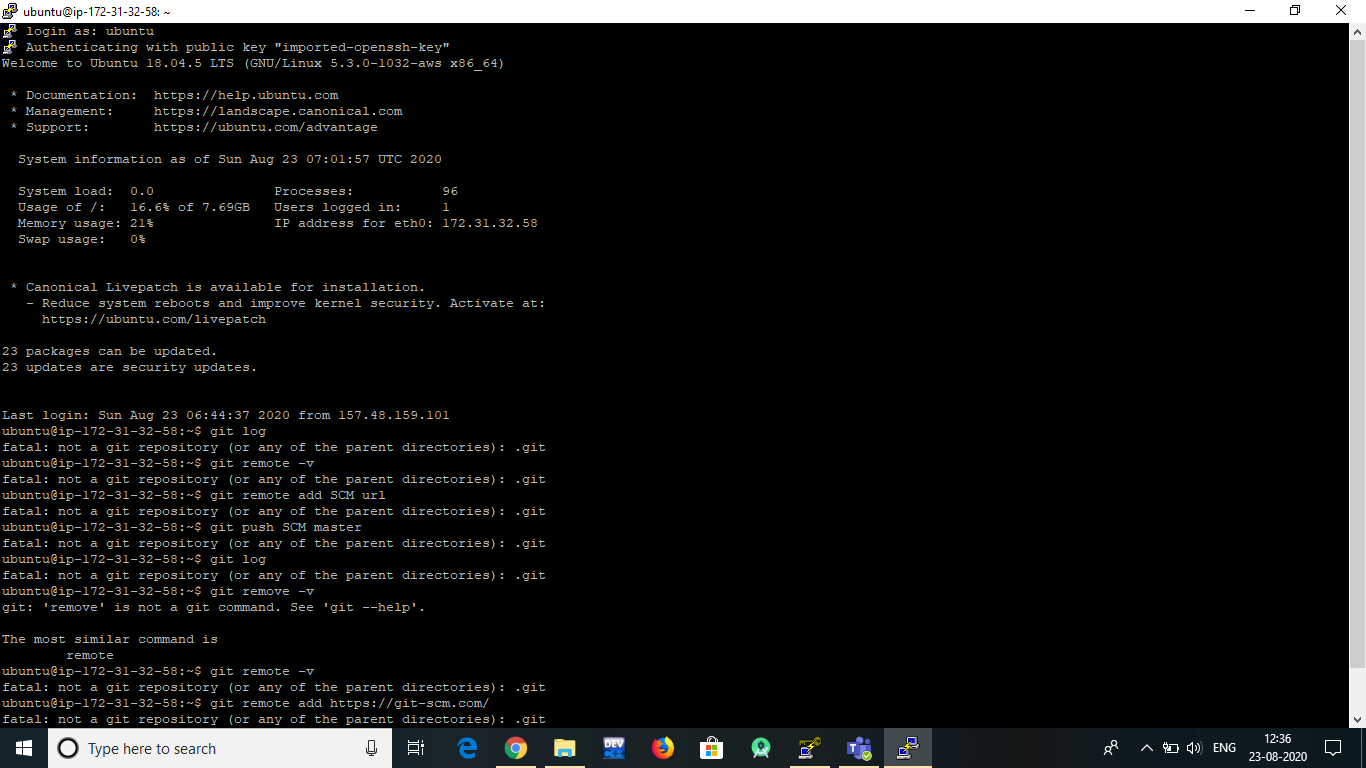 ubuntu@ip-172-31-32-58: ~
login as: ubuntu
Authenticating with public key "imported-openssh-key"
Welcome to Ubuntu 18.04.5 LTS (GNU/Linux 5.3.0-1032-aws x86_64)
* Documentation:  https://help.ubuntu.com
* Management:     https://landscape.canonical.com
* Support:        https://ubuntu.com/advantage
System information as of Sun Aug 23 07:01:57 UTC 2020
System load:  0.0               Processes:           96
Usage of /:   16.6% of 7.69GB   Users logged in:     1
Memory usage: 21%               IP address for eth0: 172.31.32.58
Swap usage:   0%
* Canonical Livepatch is available for installation.
- Reduce system reboots and improve kernel security. Activate at:
https://ubuntu.com/livepatch
23 packages can be updated.
23 updates are security updates.
Last login: Sun Aug 23 06:44:37 2020 from 157.48.159.101
ubuntu@ip-172-31-32-58:~$ git log
fatal: not a git repository (or any of the parent directories): .git
ubuntu@ip-172-31-32-58:~$ git remote -v
fatal: not a git repository (or any of the parent directories): .git
ubuntu@ip-172-31-32-58:~$ git remote add SCM url
fatal: not a git repository (or any of the parent directories): .git
ubuntu@ip-172-31-32-58:~$ git push SCM master
fatal: not a git repository (or any of the parent directories): .git
ubuntu@ip-172-31-32-58:~$ git log
fatal: not a git repository (or any of the parent directories): .git
ubuntu@ip-172-31-32-58:~$ git remove -v
git: 'remove' is not a git command. See 'git --help'.
The most similar command is
remote
ubuntu@ip-172-31-32-58:~$ git remote -v
fatal: not a git repository (or any of the parent directories): .git
ubuntu@ip-172-31-32-58:~$ git remote add https://git-scm.com/
fatal: not a git repository (or any of the parent directories): .git
Type here to search
DEV
ENG
12:36
23-08-2020